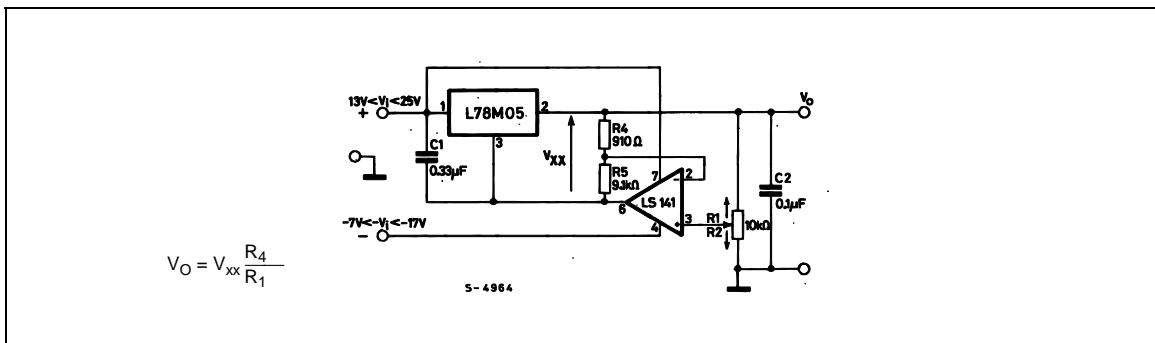 13V<Vi<25V
+
1
L78M05
2
3
VO
C1
0.33µF
VXX
R4
910Ω
R5
9.1kΩ
7
2
-
LS 141
6
4
+
3
R1
R2
10kΩ
C2
0.1µF
-7V<-Vi<-17V
-
VO = Vxx R4
R1
S-4964